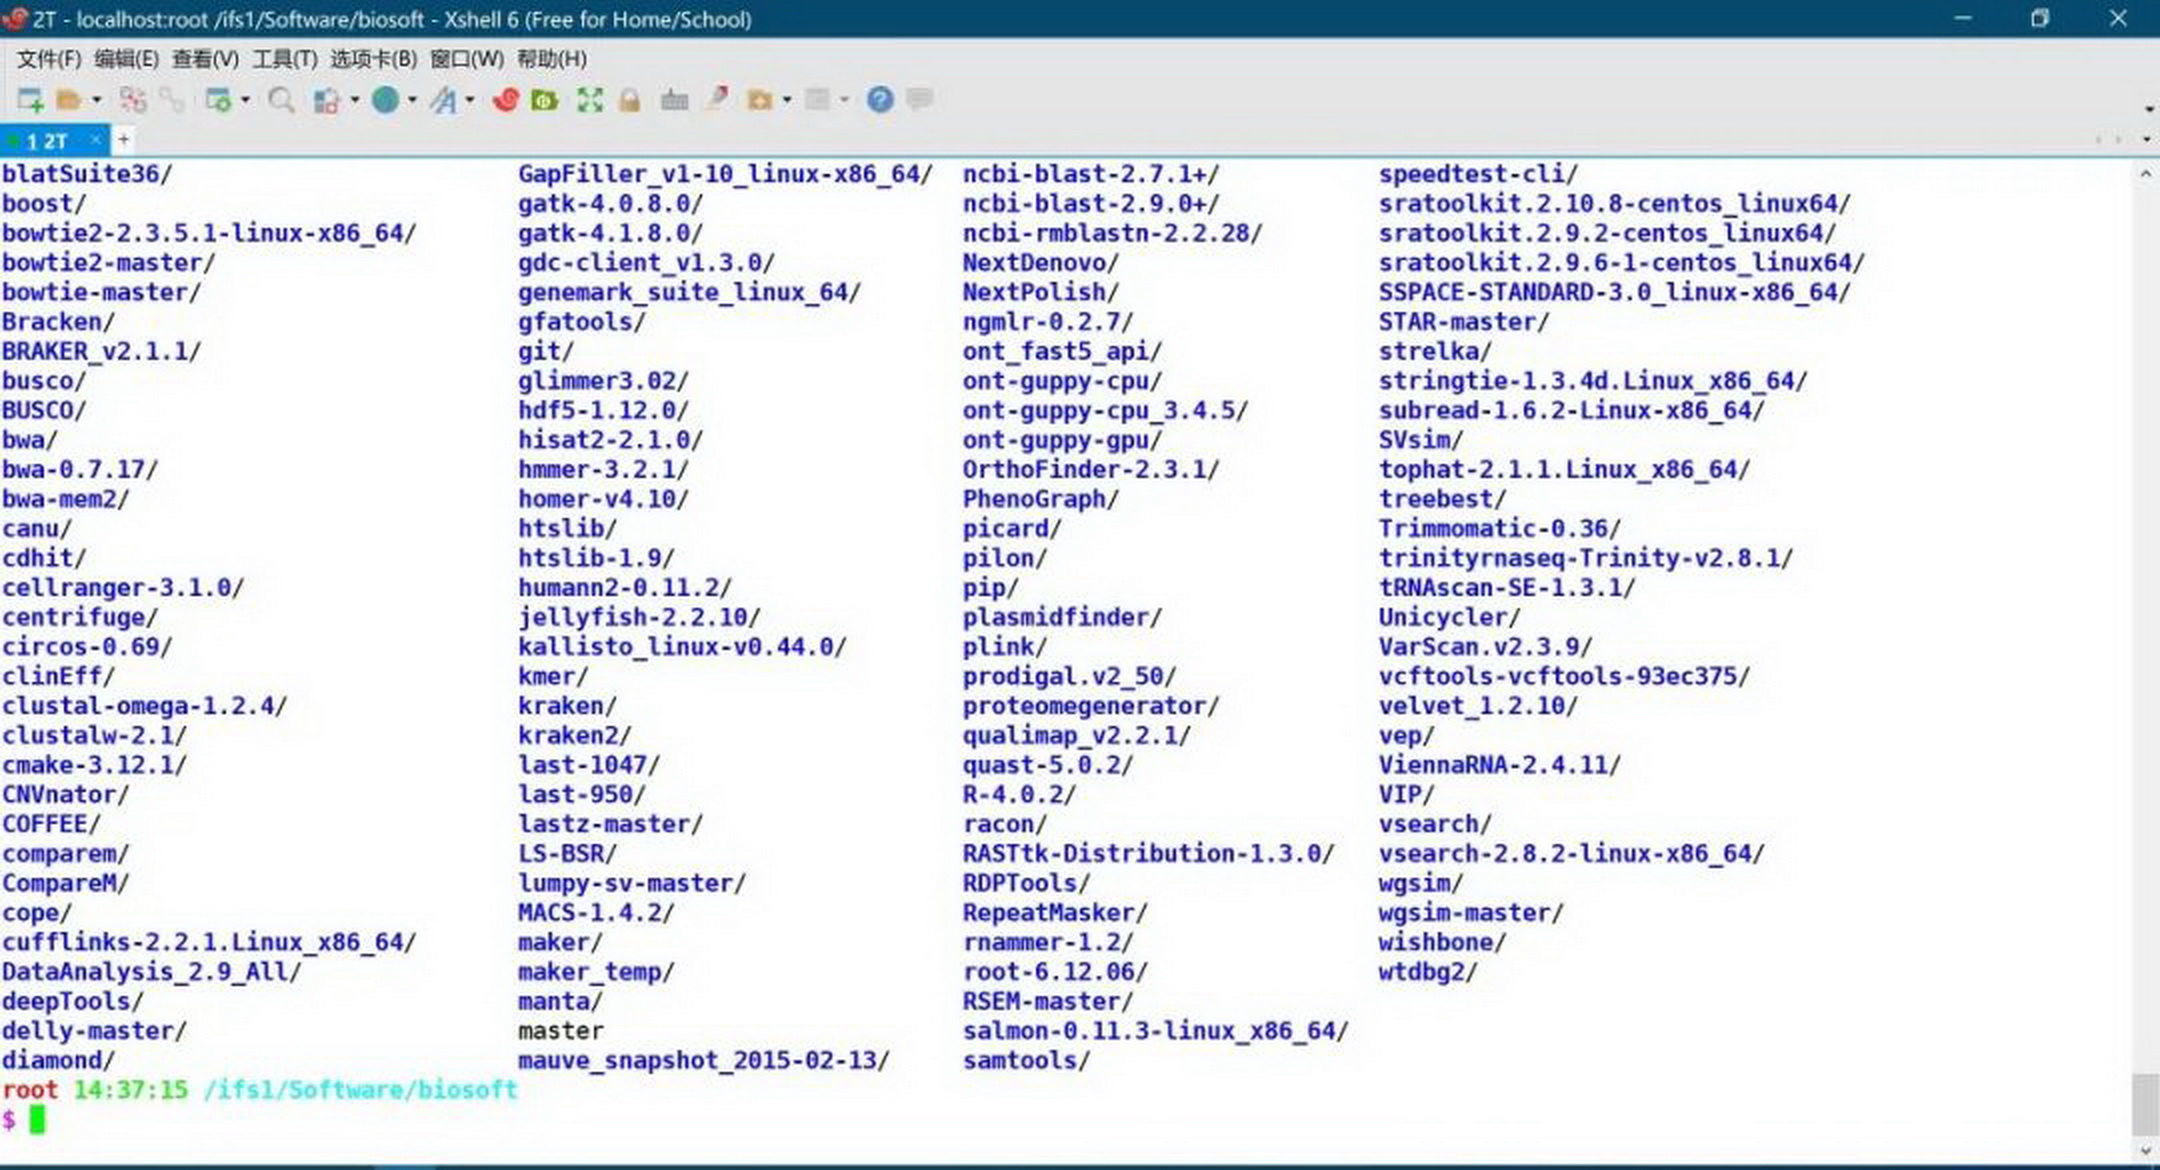 2T - localhost:root /ifs1/Software/biosoft - Xshell 6 (Free for Home/School)
文件(F) 编辑(E) 查看(V) 工具(T) 选项卡(B) 窗口(W) 帮助(H)
1 2T × +
blatSuite36/ GapFiller_v1-10_linux-x86_64/ ncbi-blast-2.7.1+/ speedtest-cli/
boost/ gatk-4.0.8.0/ ncbi-blast-2.9.0+/ sratoolkit.2.10.8-centos_linux64/
bowtie2-2.3.5.1-linux-x86_64/ gatk-4.1.8.0/ ncbi-rmblastn-2.2.28/ sratoolkit.2.9.2-centos_linux64/
bowtie2-master/ gdc-client_v1.3.0/ NextDenovo/ sratoolkit.2.9.6-1-centos_linux64/
bowtie-master/ genemark_suite_linux_64/ NextPolish/ SSPACE-STANDARD-3.0_linux-x86_64/
Bracken/ gfatools/ ngmlr-0.2.7/ STAR-master/
BRAKER_v2.1.1/ git/ ont_fast5_api/ strelka/
busco/ glimmer3.02/ ont-guppy-cpu/ stringtie-1.3.4d.Linux_x86_64/
BUSCO/ hdf5-1.12.0/ ont-guppy-cpu_3.4.5/ subread-1.6.2-Linux-x86_64/
bwa/ hisat2-2.1.0/ ont-guppy-gpu/ SVsim/
bwa-0.7.17/ hmmer-3.2.1/ OrthoFinder-2.3.1/ tophat-2.1.1.Linux_x86_64/
bwa-mem2/ homer-v4.10/ PhenoGraph/ treebest/
canu/ htslib/ picard/ Trimmomatic-0.36/
cdhit/ htslib-1.9/ pilon/ trinityrnaseq-Trinity-v2.8.1/
cellranger-3.1.0/ humann2-0.11.2/ pip/ tRNAscan-SE-1.3.1/
centrifuge/ jellyfish-2.2.10/ plasmidfinder/ Unicycler/
circos-0.69/ kallisto_linux-v0.44.0/ plink/ VarScan.v2.3.9/
clinEff/ kmer/ prodigal.v2_50/ vcftools-vcftools-93ec375/
clustal-omega-1.2.4/ kraken/ proteomegenerator/ velvet_1.2.10/
clustalw-2.1/ kraken2/ qualimap_v2.2.1/ vep/
cmake-3.12.1/ last-1047/ quast-5.0.2/ ViennaRNA-2.4.11/
CNVnator/ last-950/ R-4.0.2/ VIP/
COFFEE/ lastz-master/ racon/ vsearch/
comparem/ LS-BSR/ RASTtk-Distribution-1.3.0/ vsearch-2.8.2-linux-x86_64/
CompareM/ lumpy-sv-master/ RDPTools/ wgsim/
cope/ MACS-1.4.2/ RepeatMasker/ wgsim-master/
cufflinks-2.2.1.Linux_x86_64/ maker/ rnammer-1.2/ wishbone/
DataAnalysis_2.9_All/ maker_temp/ root-6.12.06/ wtdbg2/
deepTools/ manta/ RSEM-master/
delly-master/ master salmon-0.11.3-linux_x86_64/
diamond/ mauve_snapshot_2015-02-13/ samtools/
root 14:37:15 /ifs1/Software/biosoft
$